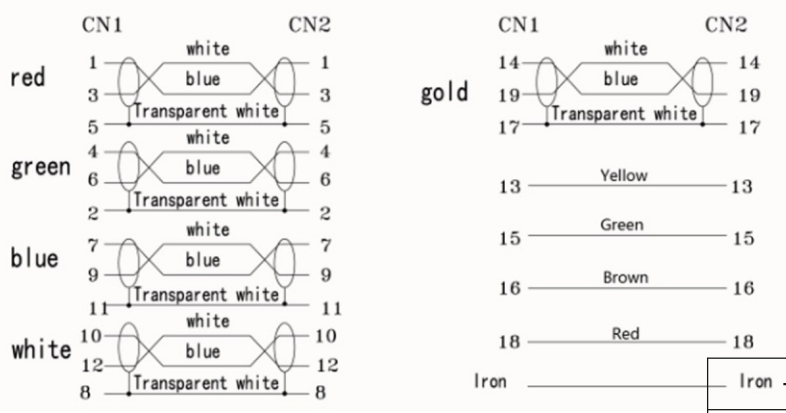 CN1 CN2
white
1 1
red blue
3 3
Transparent white
5 5
white
4 4
green blue
6 6
Transparent white
2 2
white
7 7
blue blue
9 9
Transparent white
11 11
white
10 10
white blue
12 12
Transparent white
8 8
CN1 CN2
white
14 14
gold blue
19 19
Transparent white
17 17
13 Yellow 13
15 Green 15
16 Brown 16
18 Red 18
Iron Iron